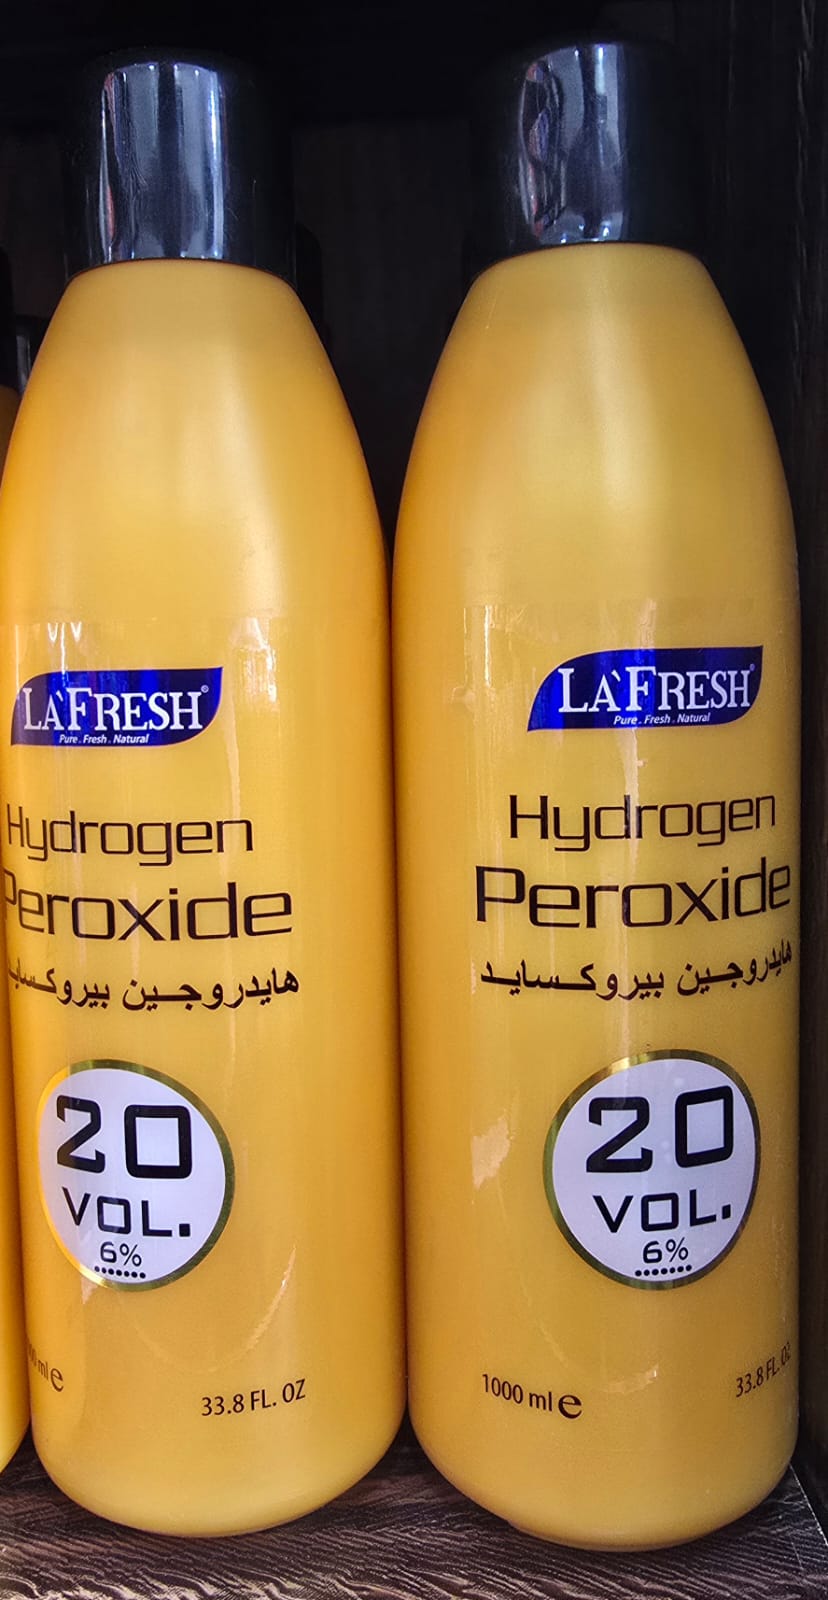 LA`FRESH®
Pure . Fresh . Natural
Hydrogen
Peroxide
هايدروجين بيروكسايد
20
VOL.
6%
33.8 FL. OZ
LA`FRESH
Pure . Fresh . Natural
Hydrogen
Peroxide
هايدروجين بيروكسايد
20
VOL.
6%
1000 ml e
33.8 FL. OZ